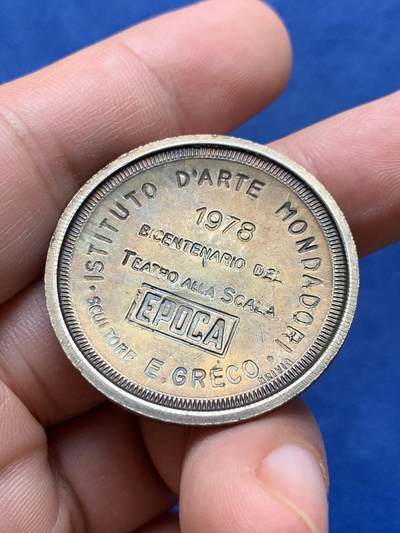 ISTITUTO D'ARTE MONDADORI
1978
BICENTENARIO DEL
TEATRO ALLA SCALA
EPOCA
SCULTORE E. GRECO